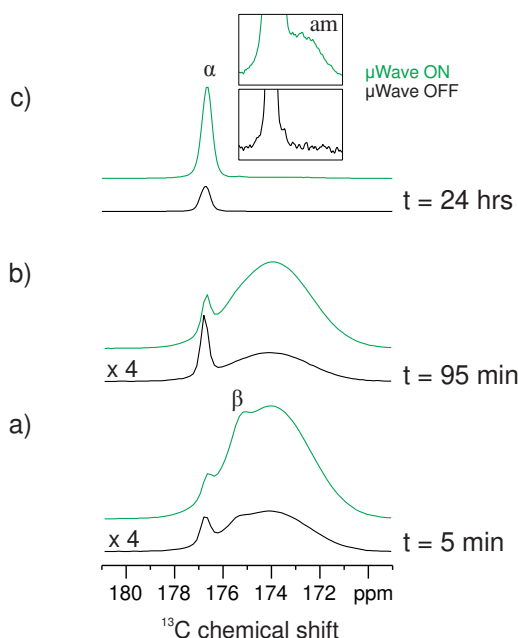 am
α
μWave ON
μWave OFF
c)
t = 24 hrs
b)
x 4
t = 95 min
β
a)
x 4
t = 5 min
180 178 176 174 172 ppm
¹³C chemical shift